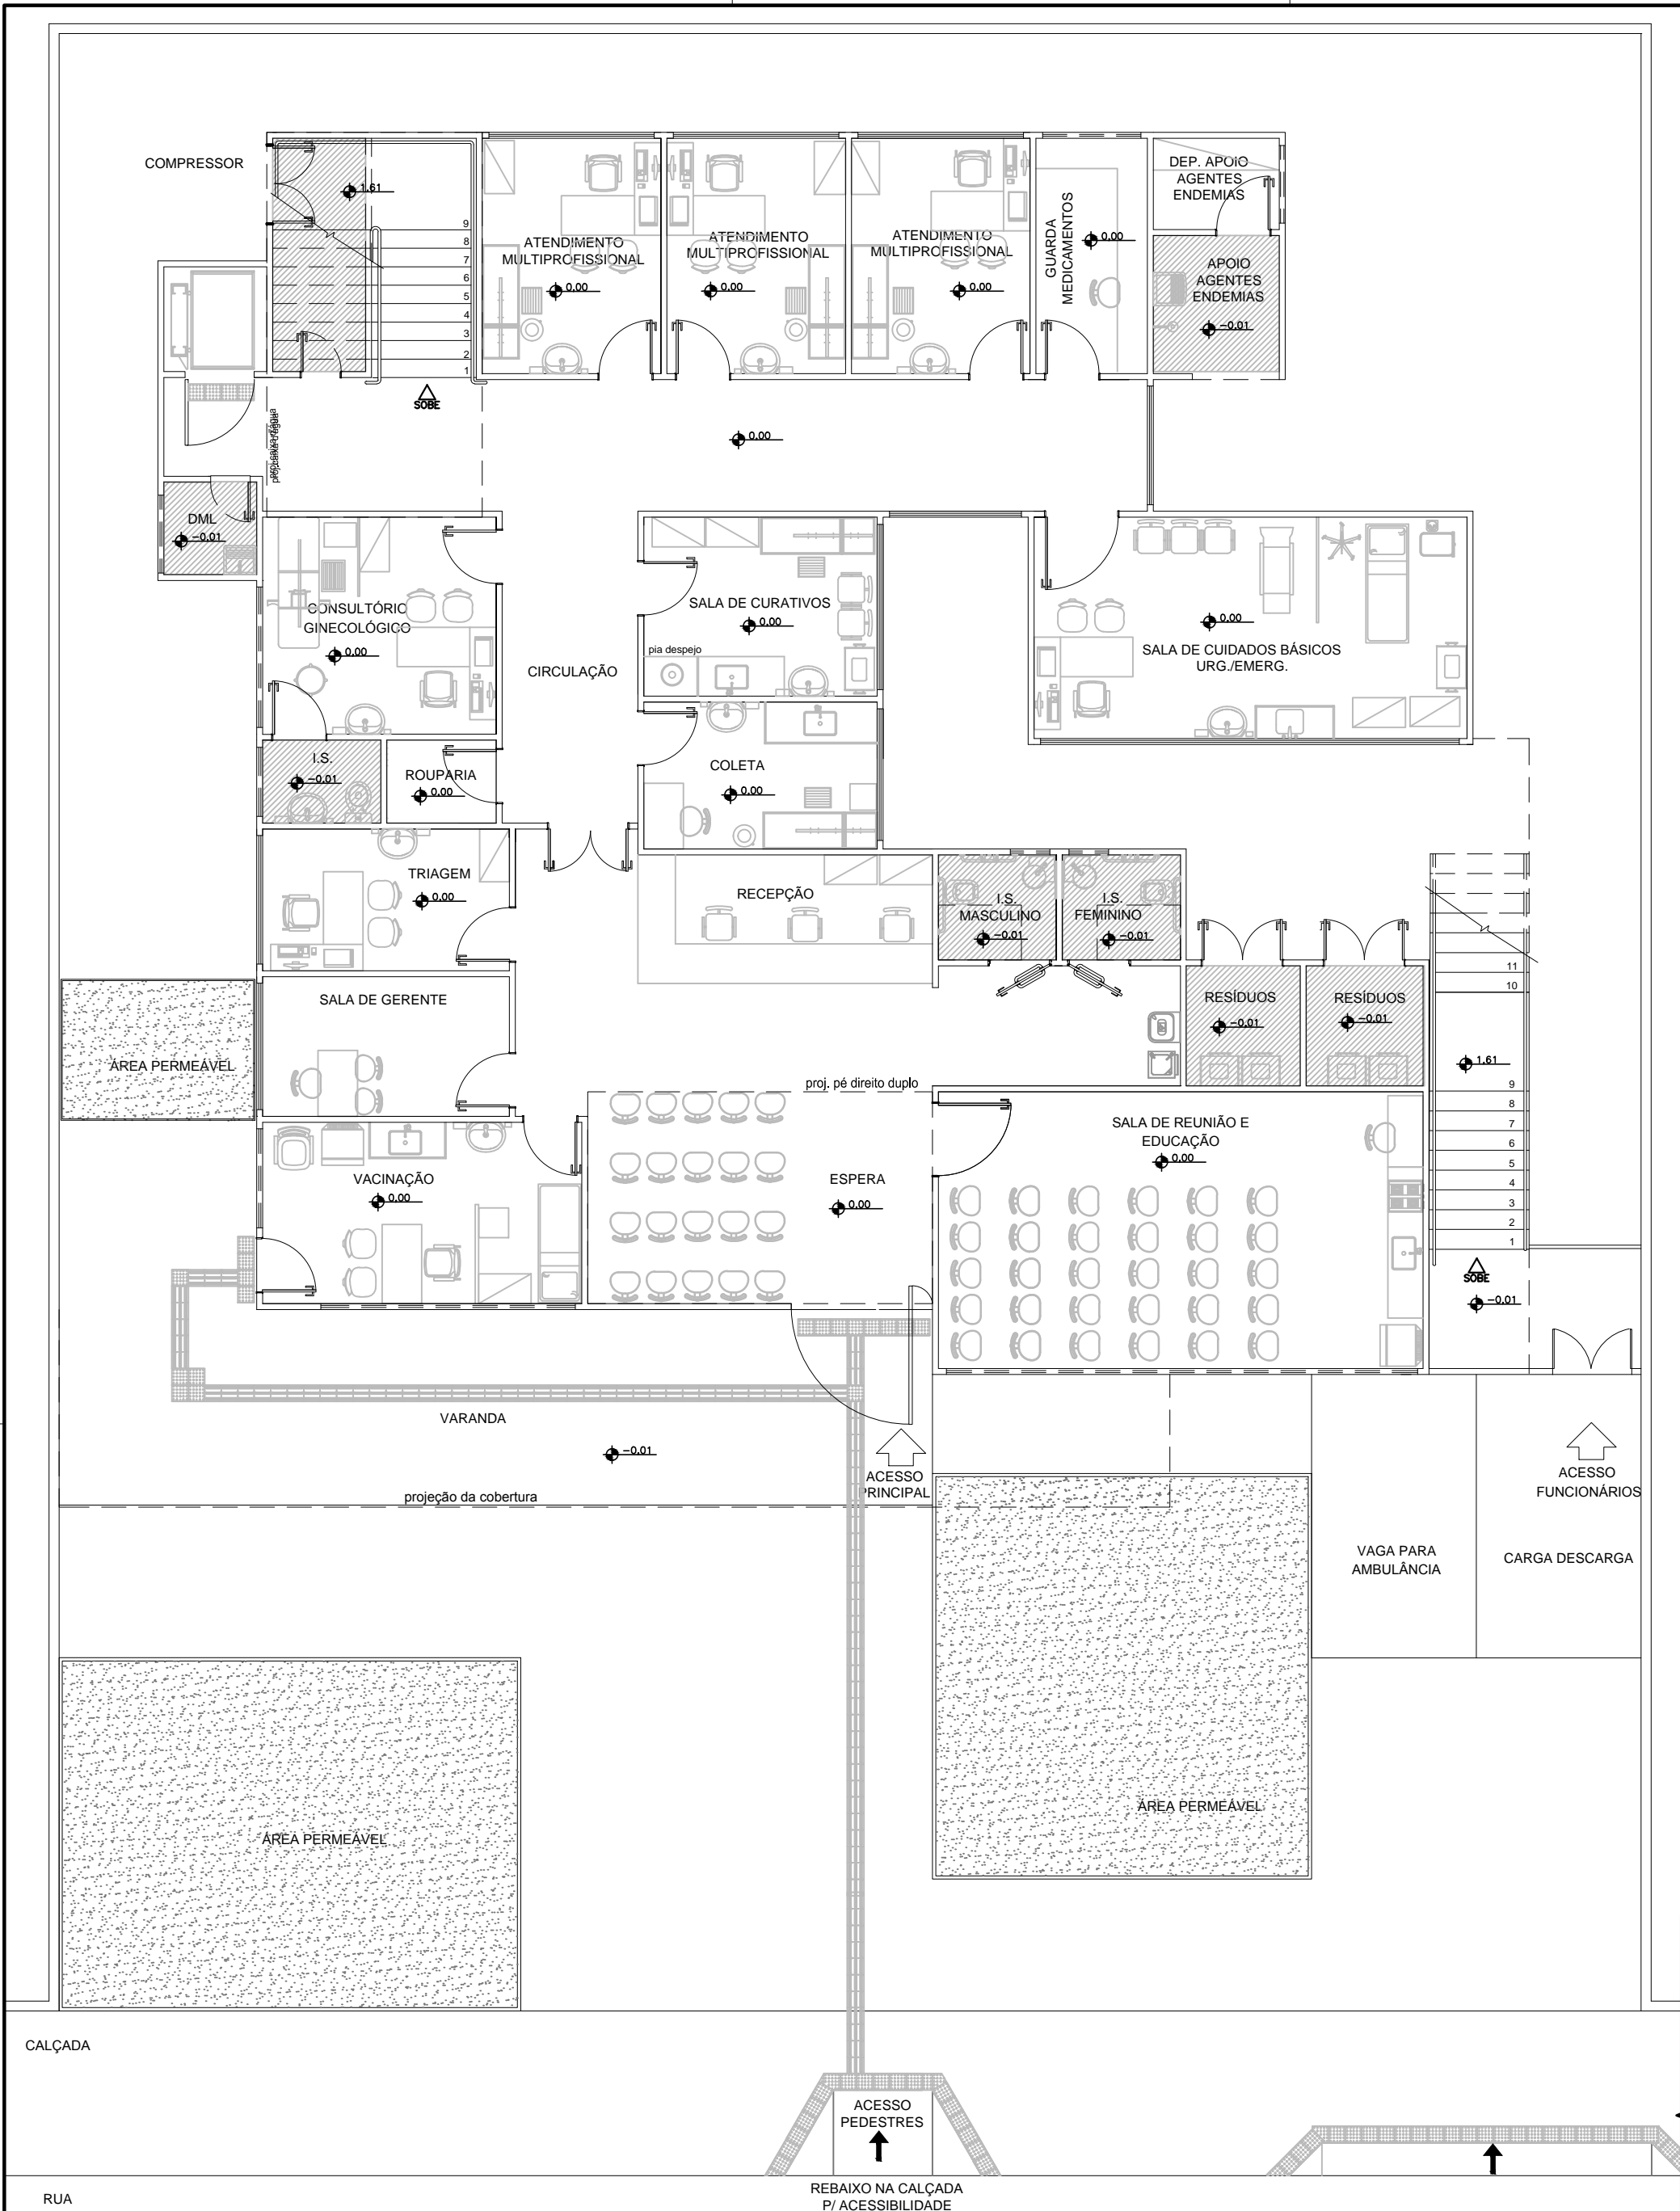 COMPRESSOR
1.61
9
8
7
6
5
4
3
2
1
SOBE
ATENDIMENTO
MULTIPROFISSIONAL
0.00
ATENDIMENTO
MULTIPROFISSIONAL
0.00
ATENDIMENTO
MULTIPROFISSIONAL
0.00
GUARDA
MEDICAMENTOS
0.00
DEP. APOIO
AGENTES
ENDEMIAS
APOIO
AGENTES
ENDEMIAS
-0.01
0.00
DML
-0.01
CONSULTÓRIO
GINECOLÓGICO
0.00
CIRCULAÇÃO
SALA DE CURATIVOS
0.00
pia despejo
0.00
SALA DE CUIDADOS BÁSICOS
URG./EMERG.
I.S.
-0.01
ROUPARIA
0.00
COLETA
0.00
TRIAGEM
0.00
RECEPÇÃO
I.S.
MASCULINO
-0.01
I.S.
FEMININO
-0.01
RESÍDUOS
-0.01
RESÍDUOS
-0.01
11
10
1.61
9
8
7
6
5
4
3
2
1
SOBE
-0.01
SALA DE GERENTE
ÁREA PERMEÁVEL
proj. pé direito duplo
SALA DE REUNIÃO E
EDUCAÇÃO
0.00
VACINAÇÃO
0.00
ESPERA
0.00
VARANDA
-0.01
projeção da cobertura
ACESSO
PRINCIPAL
ACESSO
FUNCIONÁRIOS
VAGA PARA
AMBULÂNCIA
CARGA DESCARGA
ÁREA PERMEÁVEL
ÁREA PERMEÁVEL
CALÇADA
ACESSO
PEDESTRES
RUA
REBAIXO NA CALÇADA
P/ ACESSIBILIDADE